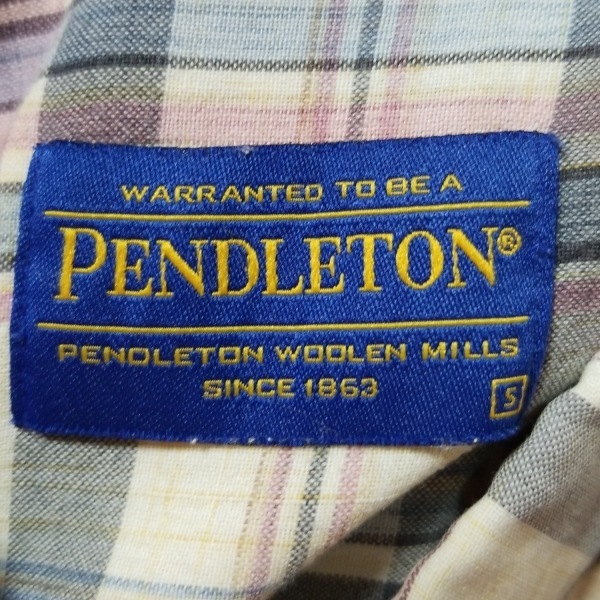 WARRANTED TO BE A
PENDLETON®
PENDLETON WOOLEN MILLS
SINCE 1863
S